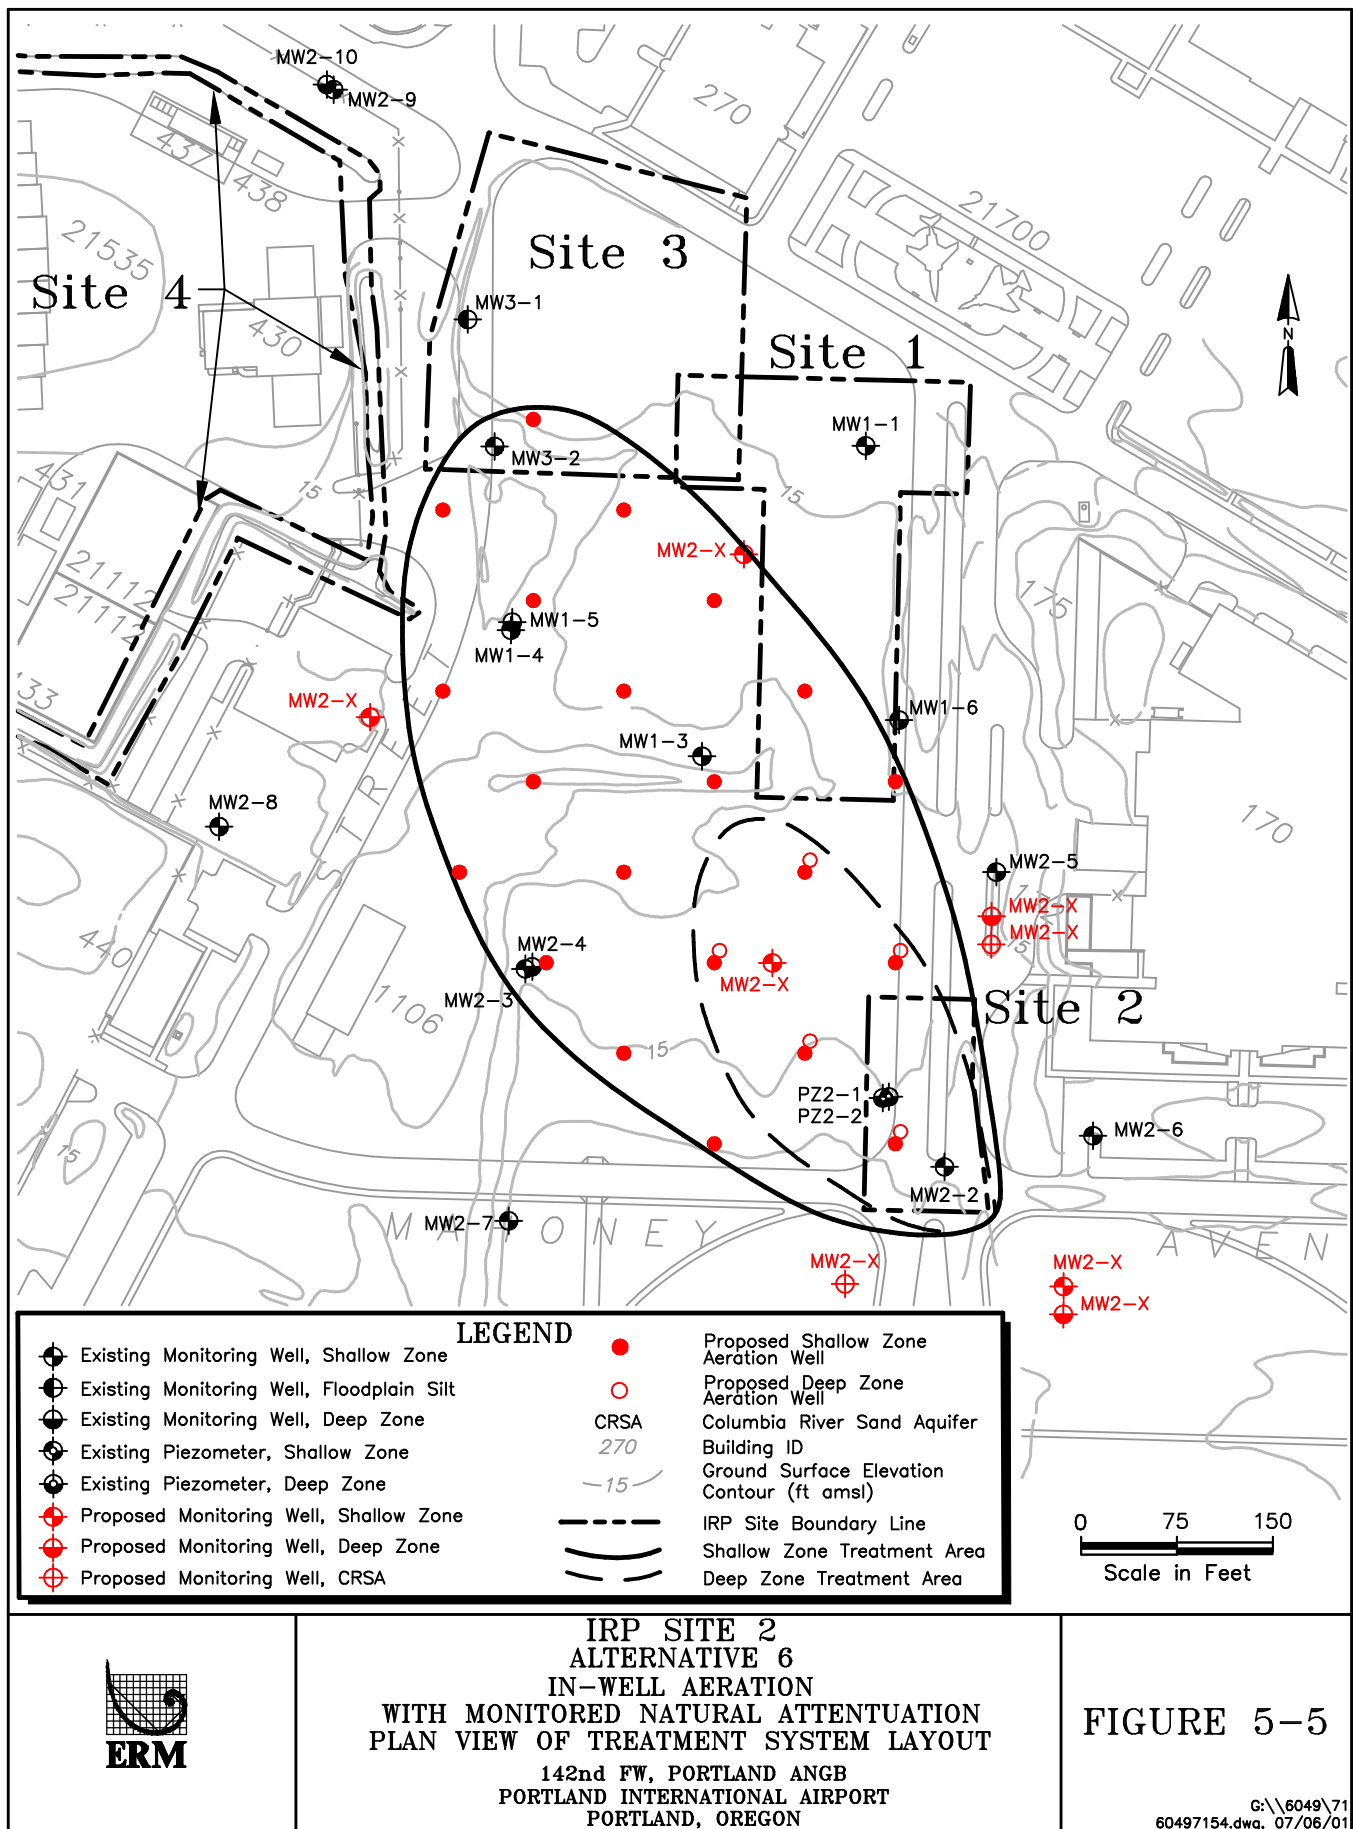 MW2-10
MW2-9
270
437
438
21700
21535
Site 3
Site 4
MW3-1
430
N
Site 1
MW1-1
MW3-2
15
15
431
MW2-X
21112
21112
175
MW1-5
MW1-4
133
MW2-X
MW1-6
MW1-3
STREET
MW2-8
170
MW2-5
MW2-X
MW2-X
15
440
MW2-4
MW2-X
MW2-3
1106
Site 2
15
PZ2-1
PZ2-2
MW2-6
15
MW2-2
MW2-7
MALONEY
AVEN
MW2-X
MW2-X
MW2-X
LEGEND
Existing Monitoring Well, Shallow Zone
Existing Monitoring Well, Floodplain Silt
Existing Monitoring Well, Deep Zone
Existing Piezometer, Shallow Zone
Existing Piezometer, Deep Zone
Proposed Monitoring Well, Shallow Zone
Proposed Monitoring Well, Deep Zone
Proposed Monitoring Well, CRSA
Proposed Shallow Zone
Aeration Well
Proposed Deep Zone
Aeration Well
CRSA Columbia River Sand Aquifer
270 Building ID
15 Ground Surface Elevation
Contour (ft amsl)
IRP Site Boundary Line
Shallow Zone Treatment Area
Deep Zone Treatment Area
0 75 150
Scale in Feet
ERM
IRP SITE 2
ALTERNATIVE 6
IN-WELL AERATION
WITH MONITORED NATURAL ATTENTUATION
PLAN VIEW OF TREATMENT SYSTEM LAYOUT
142nd FW, PORTLAND ANGB
PORTLAND INTERNATIONAL AIRPORT
PORTLAND, OREGON
FIGURE 5-5
G:\\6049\71
60497154.dwg, 07/06/01